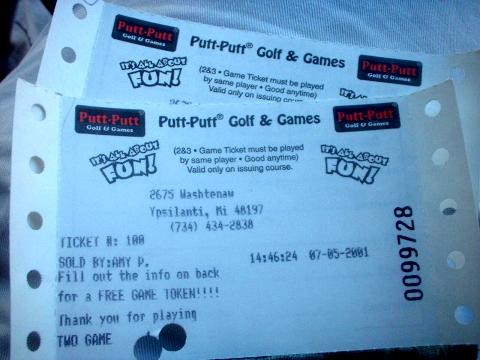 Putt-Putt
Golf & Games
Putt-Putt® Golf & Games
Putt-Putt
Golf & Games
IT'S ALL ABOUT
FUN!
(2&3 • Game Ticket must be played
by same player • Good anytime)
Valid only on issuing course.
IT'S ALL ABOUT
FUN!
Putt-Putt
Golf & Games
Putt-Putt® Golf & Games
Putt-Putt
Golf & Games
IT'S ALL ABOUT
FUN!
(2&3 • Game Ticket must be played
by same player • Good anytime)
Valid only on issuing course.
IT'S ALL ABOUT
FUN!
2675 Washtenaw
Ypsilanti, Mi 48197
(734) 434-2838
TICKET #: 100
SOLD BY:AMY P. 14:46:24 07-05-2001
Fill out the info on back
for a FREE GAME TOKEN!!!!
Thank you for playing
TWO GAME
0099728